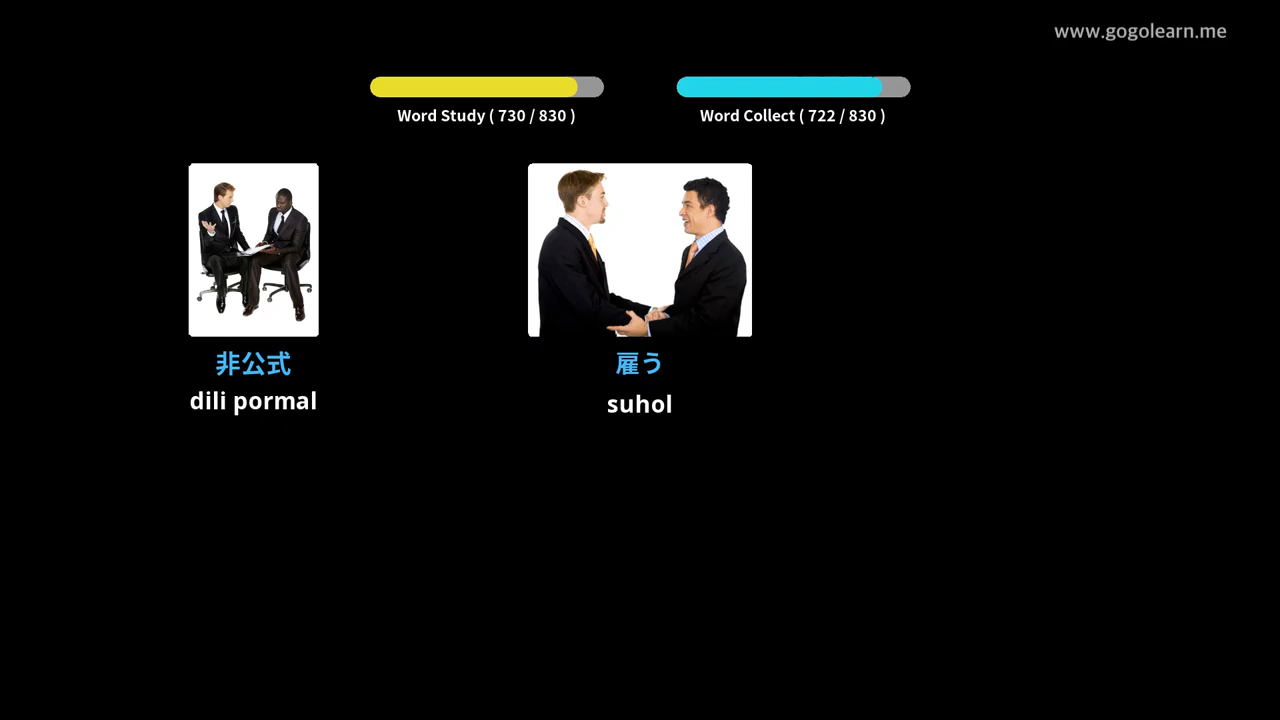 www.gogolearn.me
Word Study ( 730 / 830 )
Word Collect ( 722 / 830 )
非公式
dili pormal
雇う
suhol